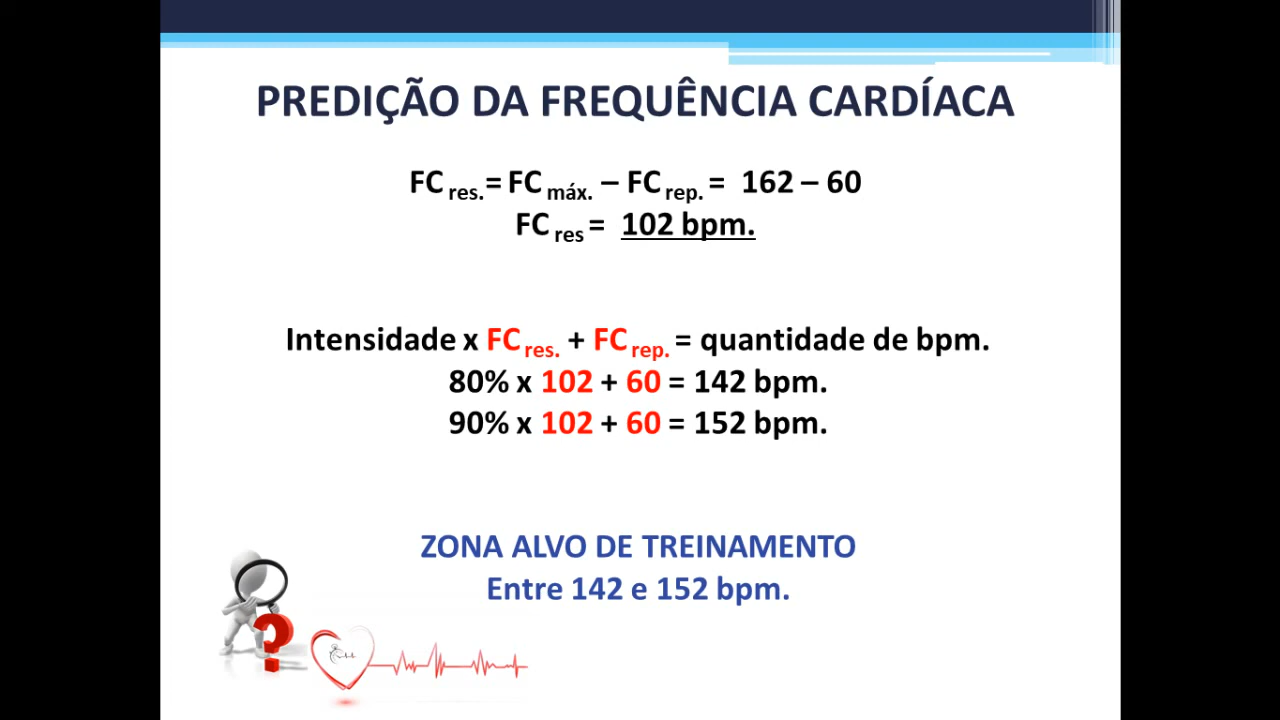 PREDIÇÃO DA FREQUÊNCIA CARDÍACA
FC res.= FC máx. – FC rep. = 162 – 60
FC res = 102 bpm.
Intensidade x FC res. + FC rep. = quantidade de bpm.
80% x 102 + 60 = 142 bpm.
90% x 102 + 60 = 152 bpm.
ZONA ALVO DE TREINAMENTO
Entre 142 e 152 bpm.
?